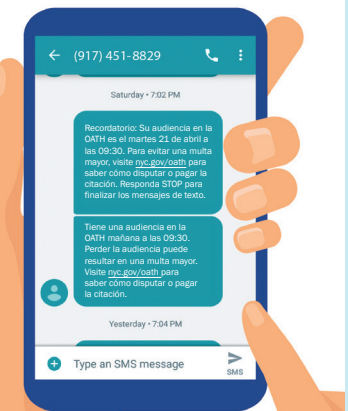 (917) 451-8829
Saturday • 7:02 PM
Recordatorio: Su audiencia en la
OATH es el martes 21 de abril a
las 09:30. Para evitar una multa
mayor, visite nyc.gov/oath para
saber cómo disputar o pagar la
citación. Responda STOP para
finalizar los mensajes de texto.
Tiene una audiencia en la
OATH mañana a las 09:30.
Perder la audiencia puede
resultar en una multa mayor.
Visite nyc.gov/oath para
saber cómo disputar o pagar
la citación.
Yesterday • 7:04 PM
Type an SMS message
SMS